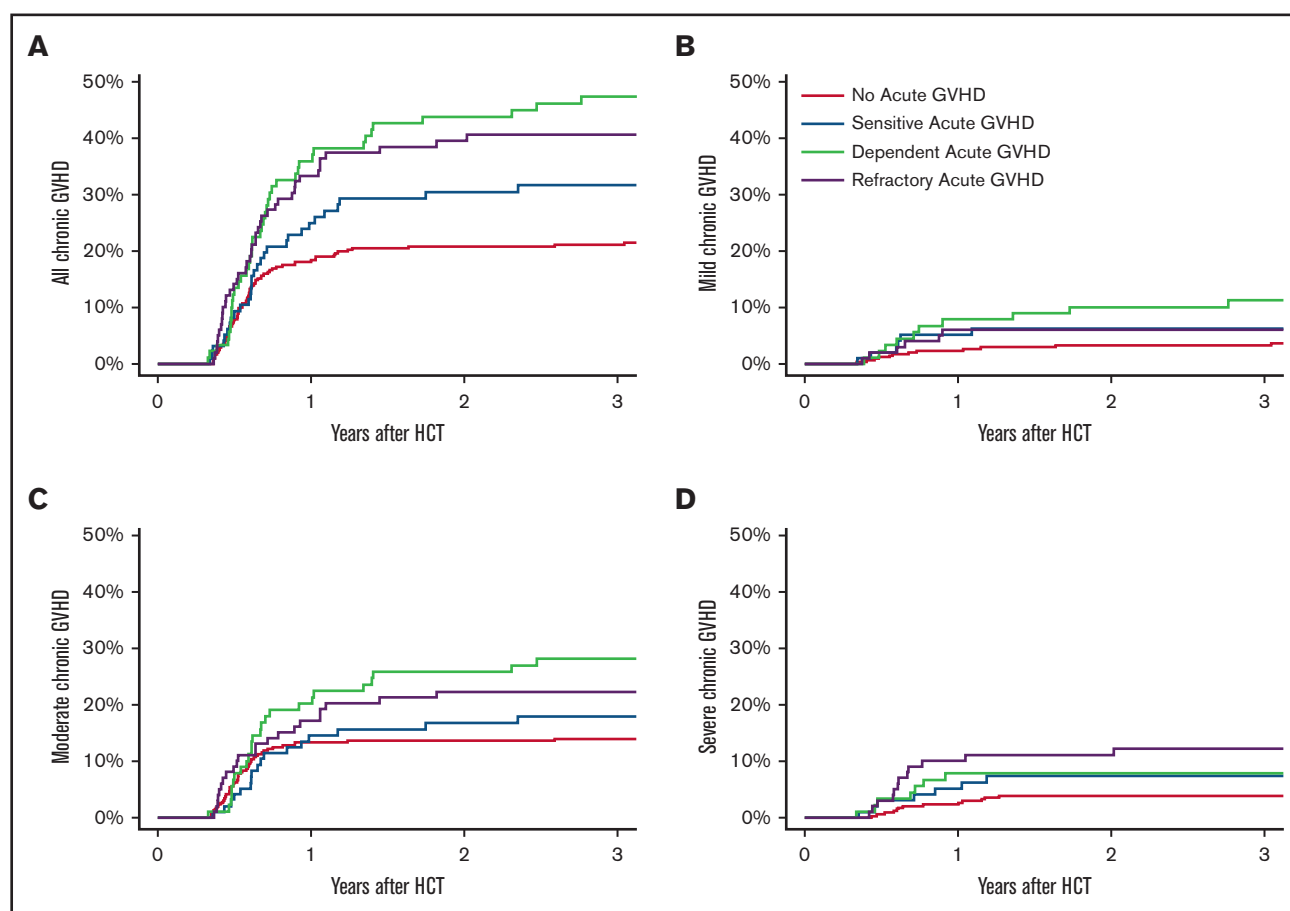 A
All chronic GVHD
50%
40%
30%
20%
10%
0%
0 1 2 3
Years after HCT
B
Mild chronic GVHD
50%
40%
30%
20%
10%
0%
No Acute GVHD
Sensitive Acute GVHD
Dependent Acute GVHD
Refractory Acute GVHD
0 1 2 3
Years after HCT
C
Moderate chronic GVHD
50%
40%
30%
20%
10%
0%
0 1 2 3
Years after HCT
D
Severe chronic GVHD
50%
40%
30%
20%
10%
0%
0 1 2 3
Years after HCT